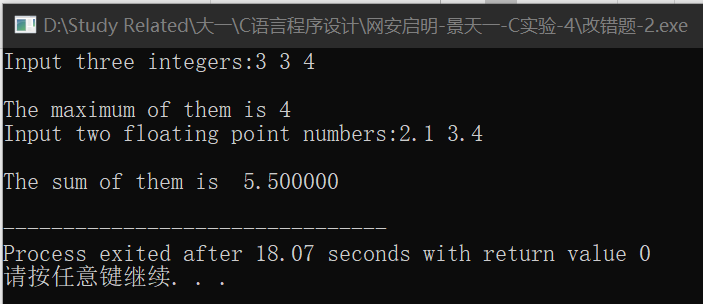 D:\Study Related\大一\C语言程序设计\网安启明-景天一-C实验-4\改错题-2.exe
Input three integers:3 3 4
The maximum of them is 4
Input two floating point numbers:2.1 3.4
The sum of them is  5.500000
--------------------------------
Process exited after 18.07 seconds with return value 0
请按任意键继续. . .